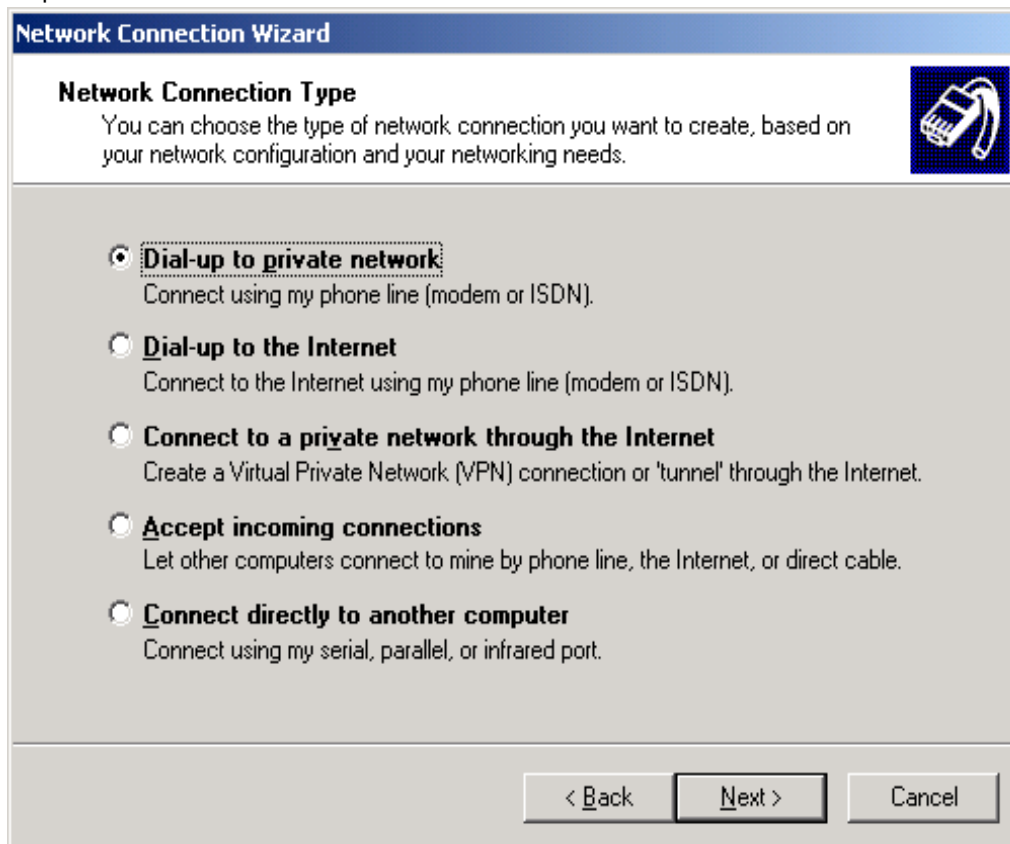 Network Connection Wizard
Network Connection Type
You can choose the type of network connection you want to create, based on
your network configuration and your networking needs.
Dial-up to private network
Connect using my phone line (modem or ISDN).
Dial-up to the Internet
Connect to the Internet using my phone line (modem or ISDN).
Connect to a private network through the Internet
Create a Virtual Private Network (VPN) connection or 'tunnel' through the Internet.
Accept incoming connections
Let other computers connect to mine by phone line, the Internet, or direct cable.
Connect directly to another computer
Connect using my serial, parallel, or infrared port.
< Back
Next >
Cancel